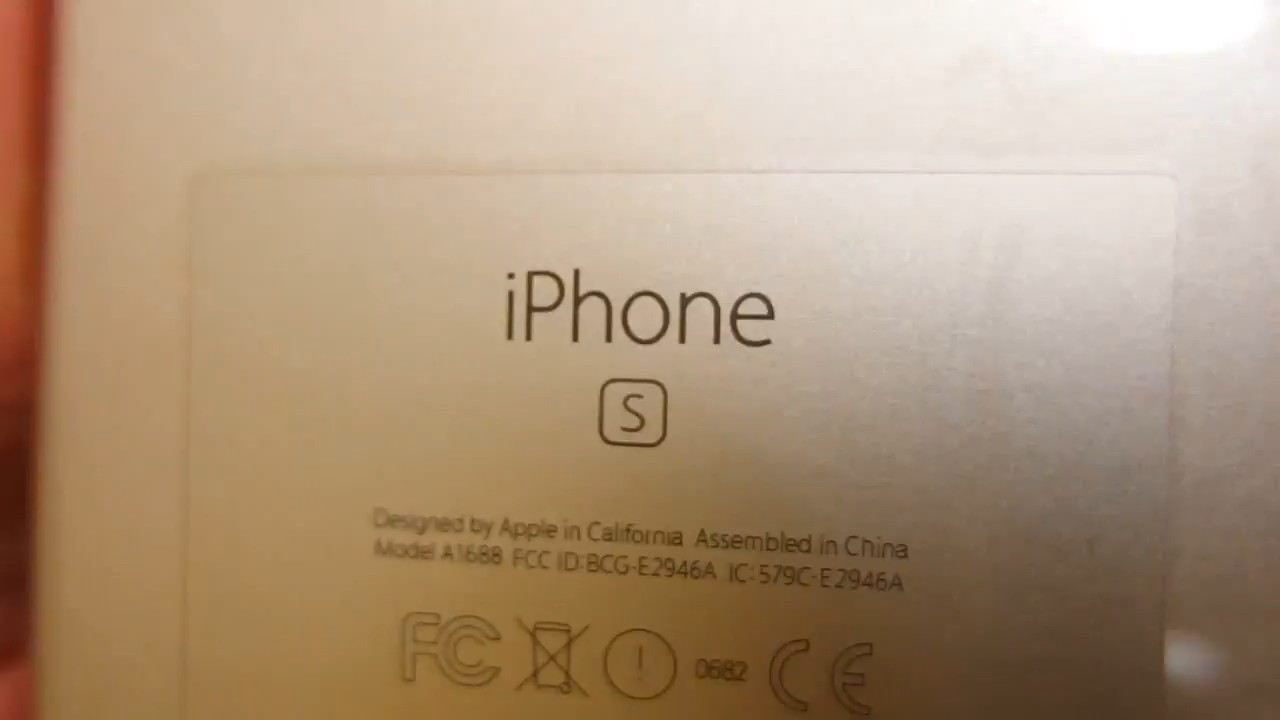 iPhone
S
Designed by Apple in California Assembled in China
Model A1688 FCC ID:BCG-E2946A IC:579C-E2946A
FC 0682 CE